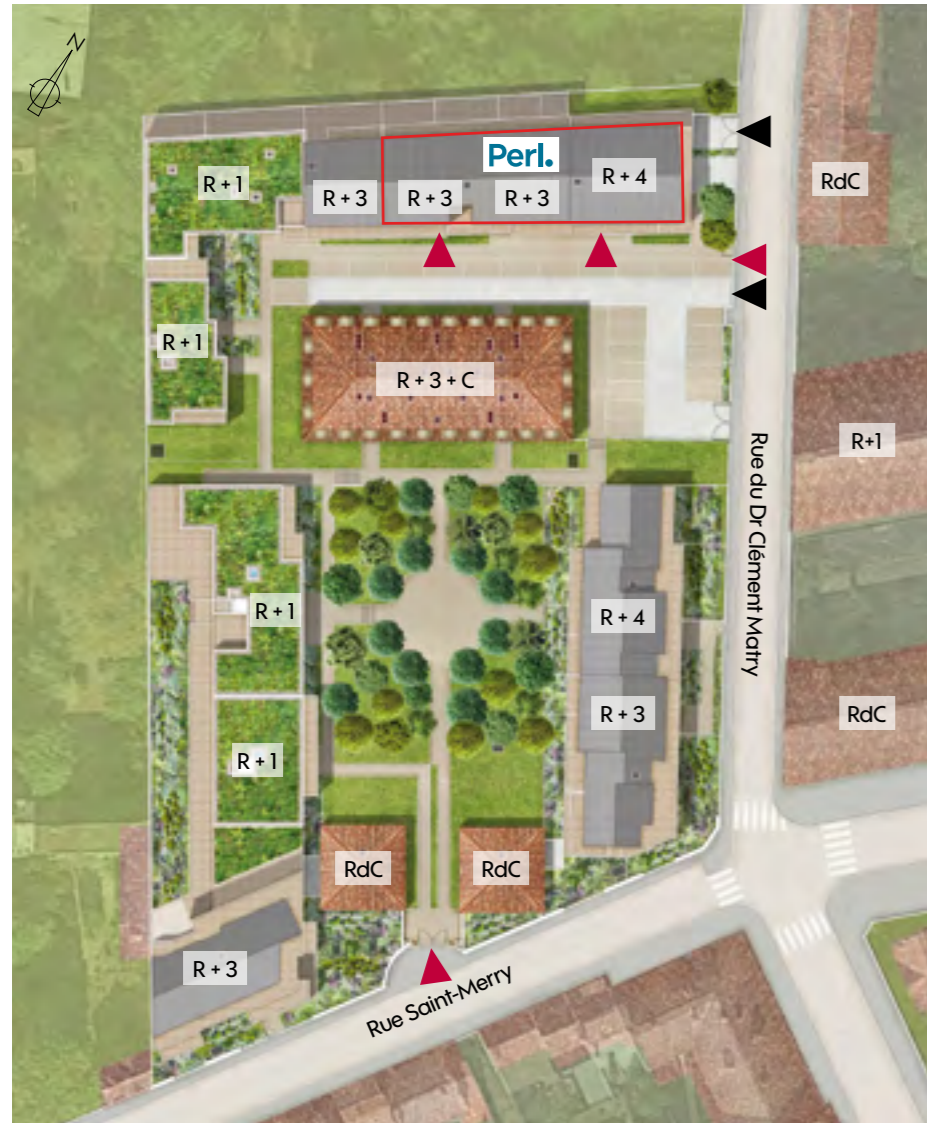 N
Perl.
R + 1
R + 3
R + 3
R + 3
R + 4
RdC
R + 1
R + 3 + C
R+1
Rue du Dr Clément Matry
R + 1
R + 4
R + 3
RdC
R + 1
RdC
RdC
R + 3
Rue Saint-Merry